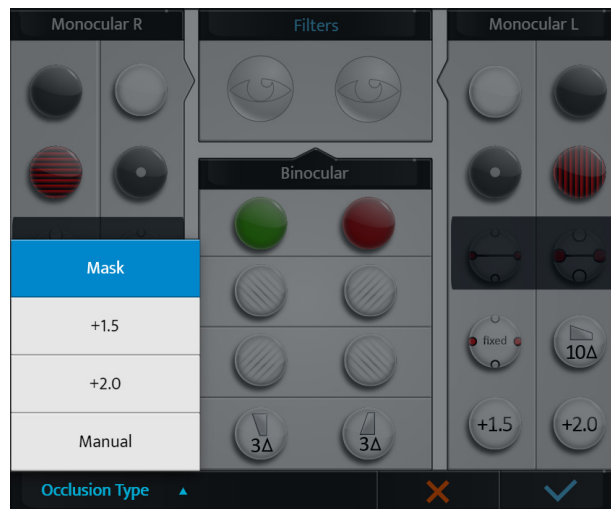 Monocular R
Filters
Monocular L
Binocular
Mask
+1.5
+2.0
Manual
fixed
10Δ
3Δ
3Δ
+1.5
+2.0
Occlusion Type